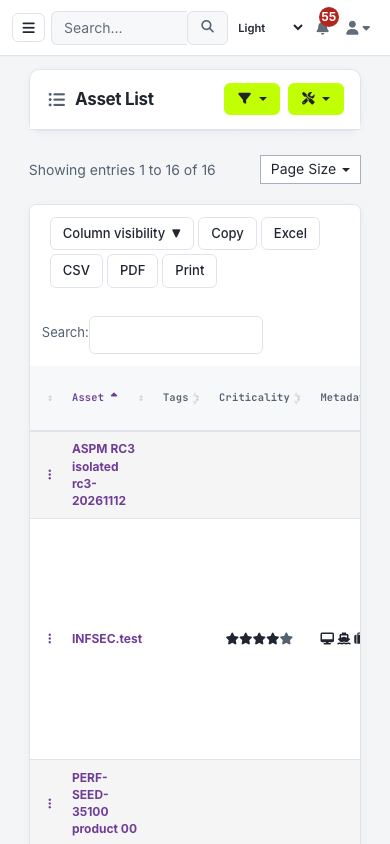 Search...
Light
55
Asset List
Showing entries 1 to 16 of 16
Page Size
Column visibility ▼
Copy
Excel
CSV
PDF
Print
Search:
Asset
Tags
Criticality
Metada
ASPM RC3
isolated
rc3-
20261112
INFSEC.test
PERF-
SEED-
35100
product 00